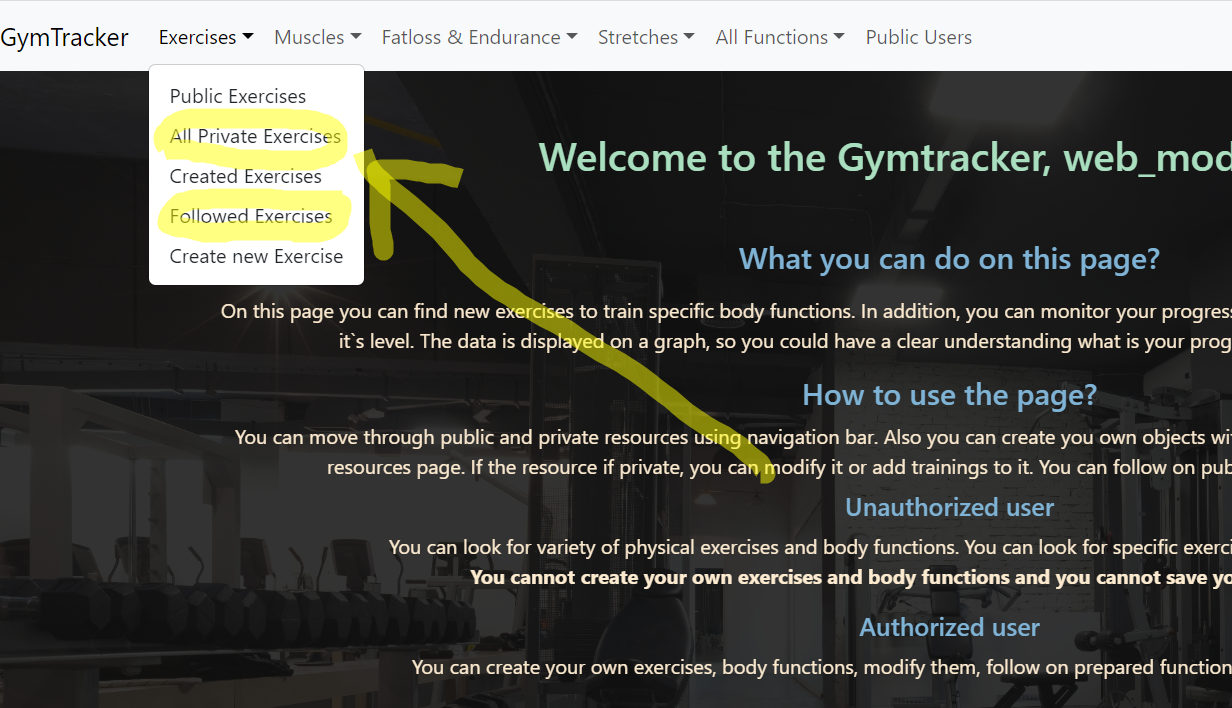 GymTracker Exercises Muscles Fatloss & Endurance Stretches All Functions Public Users
Public Exercises
All Private Exercises
Created Exercises
Followed Exercises
Create new Exercise
Welcome to the Gymtracker, web_mod
What you can do on this page?
On this page you can find new exercises to train specific body functions. In addition, you can monitor your progress
it`s level. The data is displayed on a graph, so you could have a clear understanding what is your prog
How to use the page?
You can move through public and private resources using navigation bar. Also you can create you own objects wi
resources page. If the resource if private, you can modify it or add trainings to it. You can follow on pub
Unauthorized user
You can look for variety of physical exercises and body functions. You can look for specific exerci
You cannot create your own exercises and body functions and you cannot save yo
Authorized user
You can create your own exercises, body functions, modify them, follow on prepared function